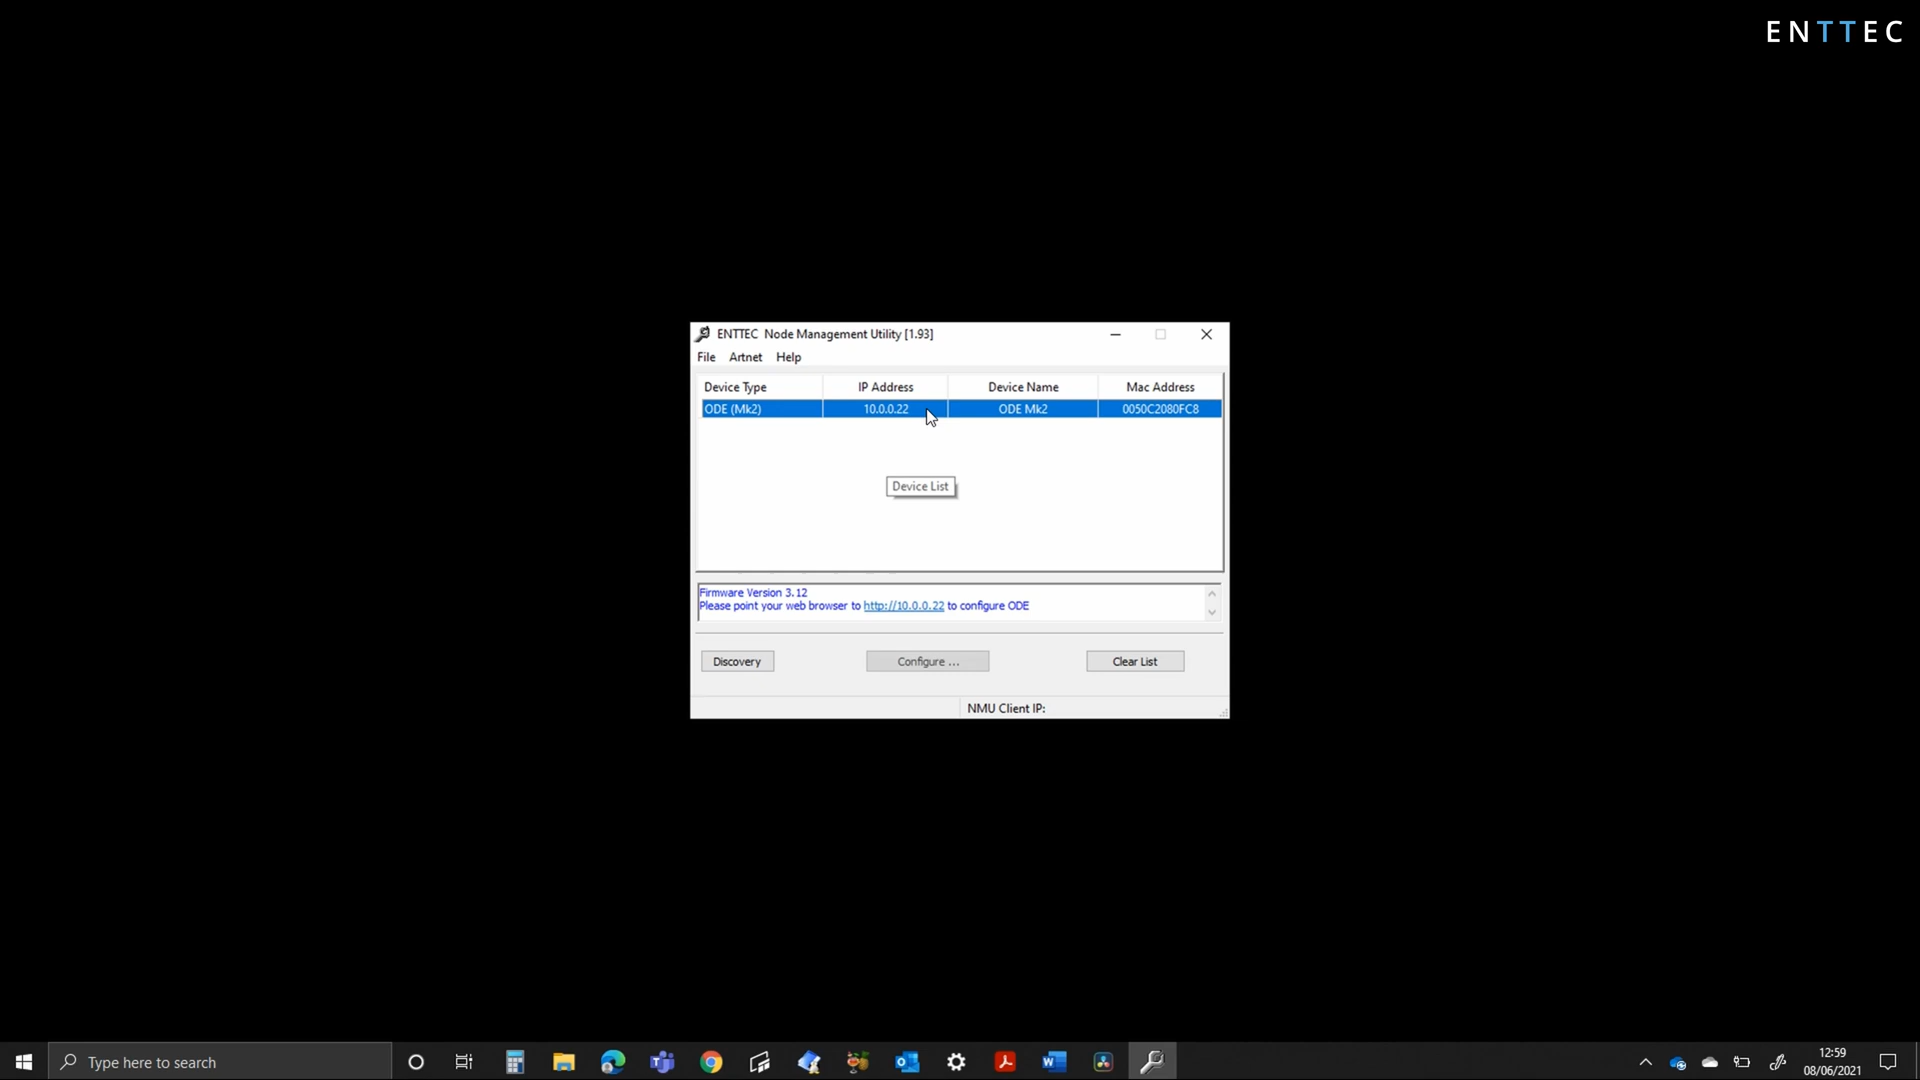 ENTTEC
ENTTEC Node Management Utility [1.93]
File Artnet Help
Device Type IP Address Device Name Mac Address
ODE (Mk2) 10.0.0.22 ODE Mk2 0050C2080FC8
Device List
Firmware Version 3.12
Please point your web browser to http://10.0.0.22 to configure ODE
Discovery Configure ... Clear List
NMU Client IP:
Type here to search
12:59
08/06/2021